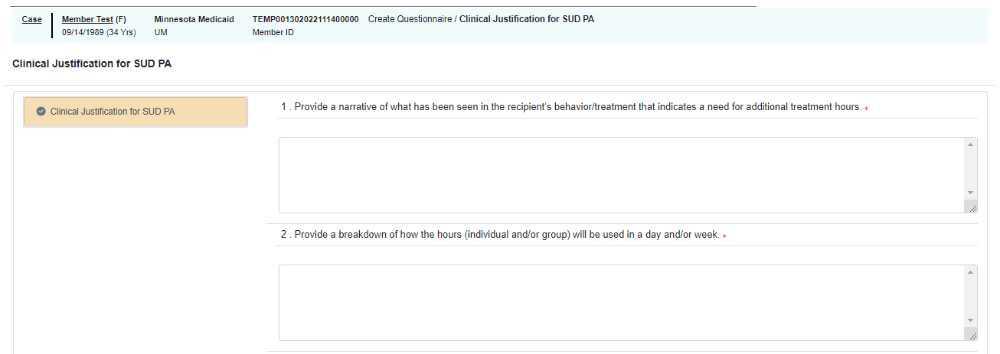 Case Member Test (F) Minnesota Medicaid TEMP001302022111400000 Create Questionnaire / Clinical Justification for SUD PA
09/14/1989 (34 Yrs) UM Member ID
Clinical Justification for SUD PA
Clinical Justification for SUD PA
1 . Provide a narrative of what has been seen in the recipient's behavior/treatment that indicates a need for additional treatment hours. *
2 . Provide a breakdown of how the hours (individual and/or group) will be used in a day and/or week. *